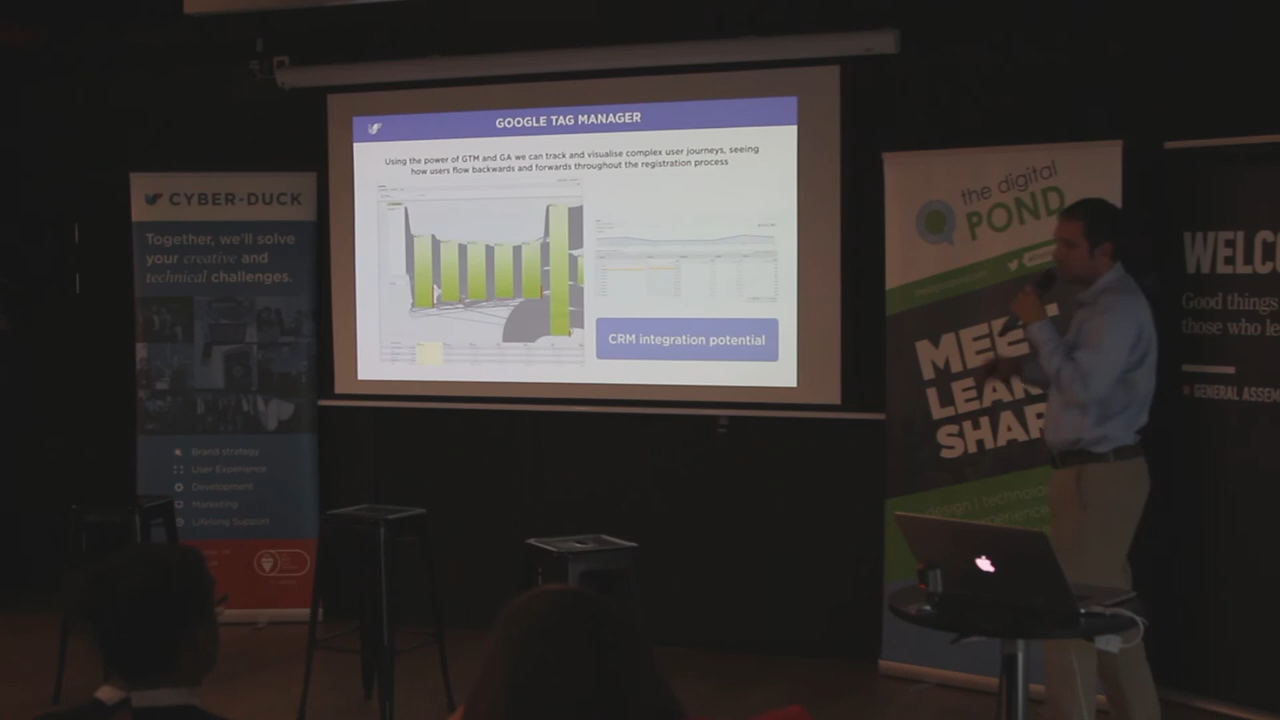 GOOGLE TAG MANAGER
Using the power of GTM and GA we can track and visualise complex user journeys, seeing
how users flow backwards and forwards throughout the registration process
CRM integration potential
CYBER-DUCK
Together, we'll solve
your creative and
technical challenges.
Brand strategy
User Experience
Development
Marketing
Lifelong Support
the digital
POND
MEET
LEAR
SHAR
design | technolo
WELC
Good things
those who le
GENERAL ASSEM